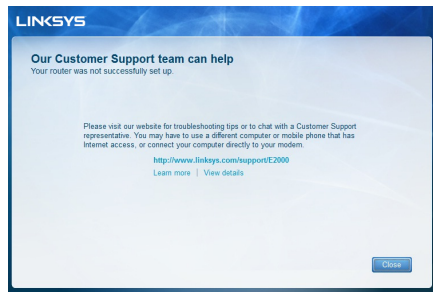 LINKSYS
Our Customer Support team can help
Your router was not successfully set up.
Please visit our website for troubleshooting tips or to chat with a Customer Support
representative. You may have to use a different computer or mobile phone that has
Internet access, or connect your computer directly to your modem.
http://www.linksys.com/support/E2000
Learn more | View details
Close